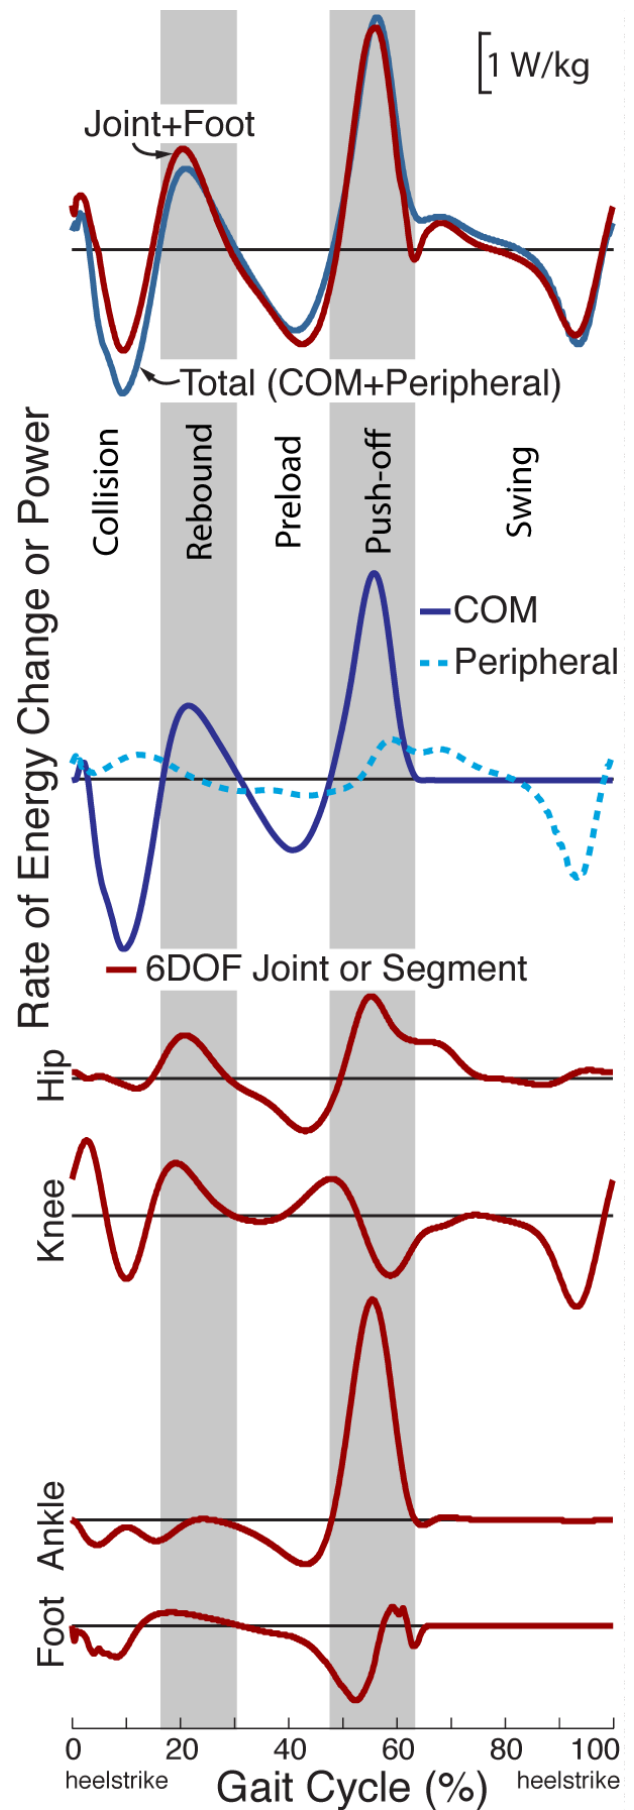 1 W/kg
Joint+Foot
Total (COM+Peripheral)
Rate of Energy Change or Power
Collision
Rebound
Preload
Push-off
Swing
COM
Peripheral
6DOF Joint or Segment
Hip
Knee
Ankle
Foot
0 20 40 60 80 100
heelstrike Gait Cycle (%) heelstrike